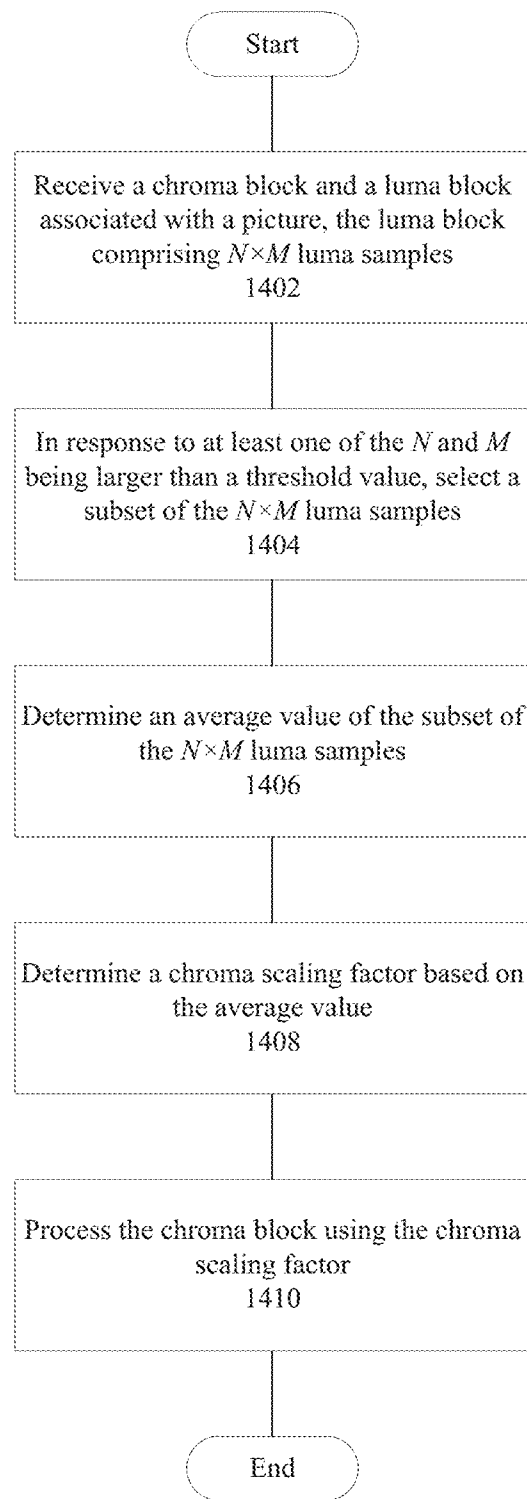 Start
Receive a chroma block and a luma block
associated with a picture, the luma block
comprising N×M luma samples
1402
In response to at least one of the N and M
being larger than a threshold value, select a
subset of the N×M luma samples
1404
Determine an average value of the subset of
the N×M luma samples
1406
Determine a chroma scaling factor based on
the average value
1408
Process the chroma block using the chroma
scaling factor
1410
End